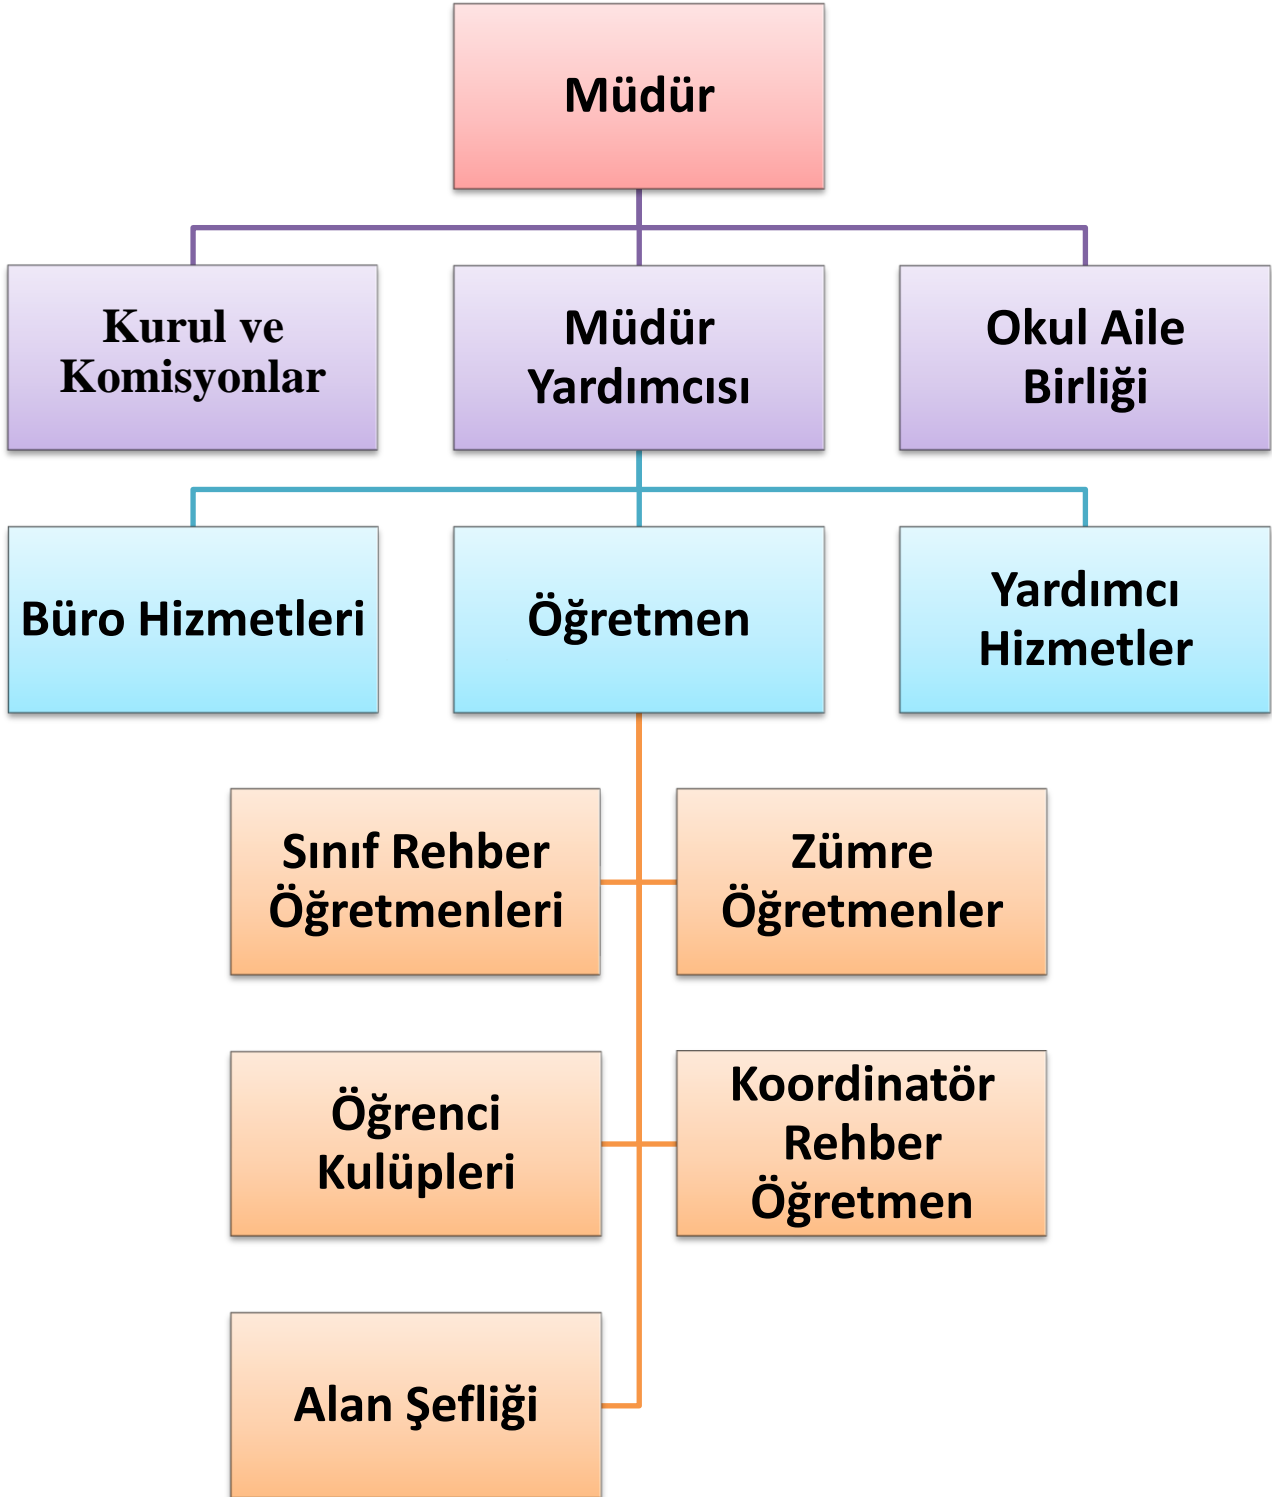 Müdür
Kurul ve
Komisyonlar
Müdür
Yardımcısı
Okul Aile
Birliği
Büro Hizmetleri
Öğretmen
Yardımcı
Hizmetler
Sınıf Rehber
Öğretmenleri
Zümre
Öğretmenler
Öğrenci
Kulüpleri
Koordinatör
Rehber
Öğretmen
Alan Şefliği